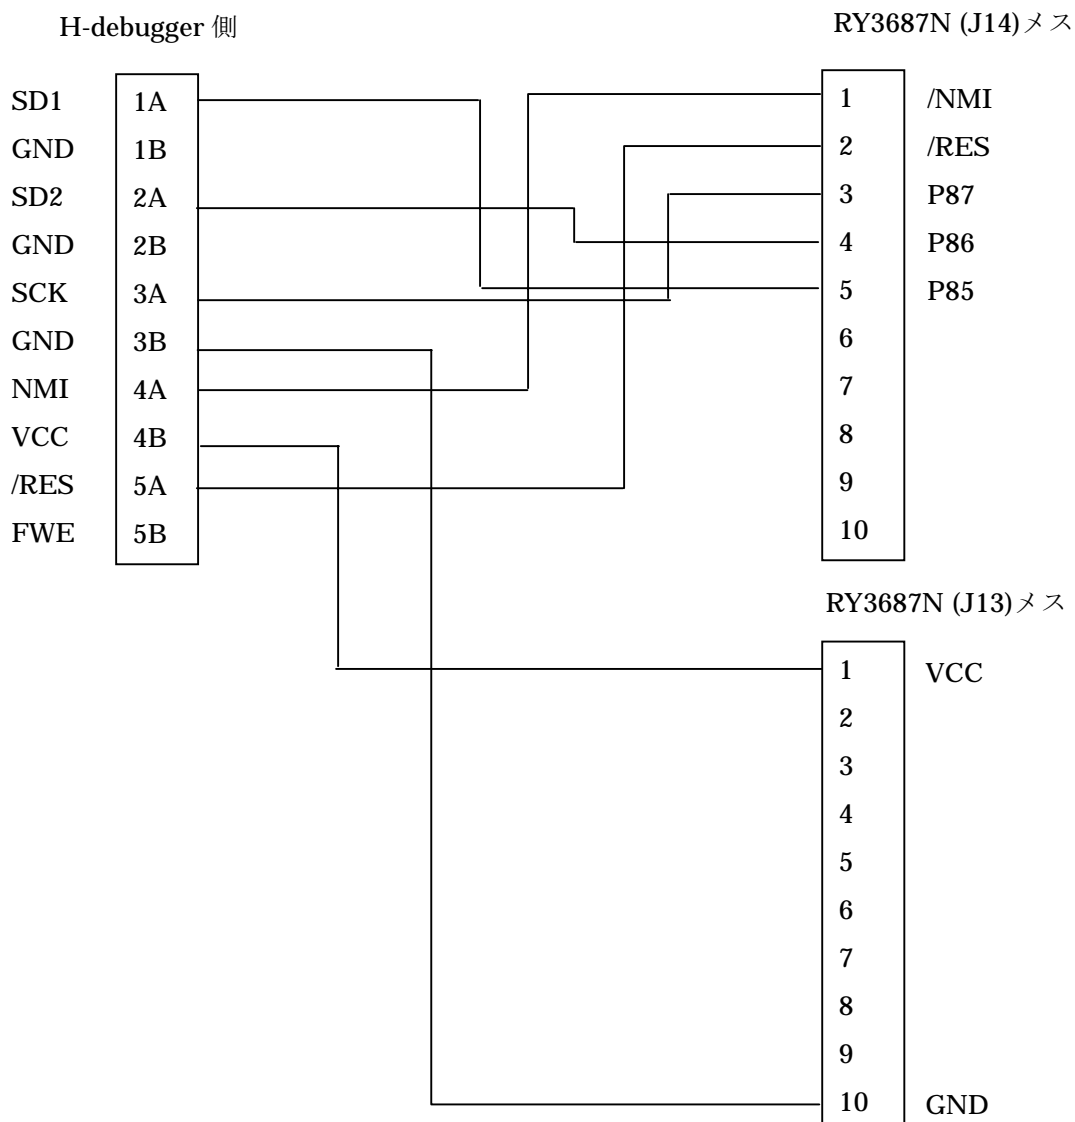 H-debugger 側
SD1 1A
GND 1B
SD2 2A
GND 2B
SCK 3A
GND 3B
NMI 4A
VCC 4B
/RES 5A
FWE 5B
RY3687N (J14)メス
1 /NMI
2 /RES
3 P87
4 P86
5 P85
6
7
8
9
10
RY3687N (J13)メス
1 VCC
2
3
4
5
6
7
8
9
10 GND